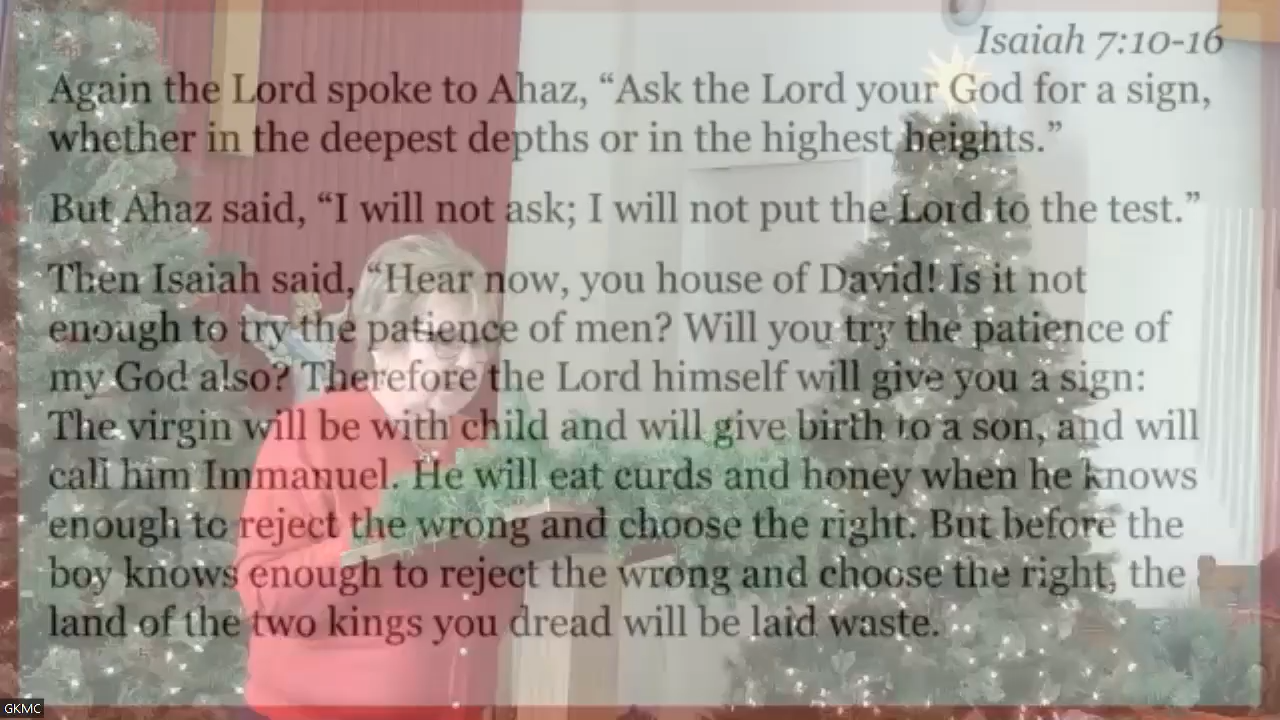 Isaiah 7:10-16
Again the Lord spoke to Ahaz, “Ask the Lord your God for a sign,
whether in the deepest depths or in the highest heights.”
But Ahaz said, “I will not ask; I will not put the Lord to the test.”
Then Isaiah said, “Hear now, you house of David! Is it not
enough to try the patience of men? Will you try the patience of
my God also? Therefore the Lord himself will give you a sign:
The virgin will be with child and will give birth to a son, and will
call him Immanuel. He will eat curds and honey when he knows
enough to reject the wrong and choose the right. But before the
boy knows enough to reject the wrong and choose the right, the
land of the two kings you dread will be laid waste.
GKMC